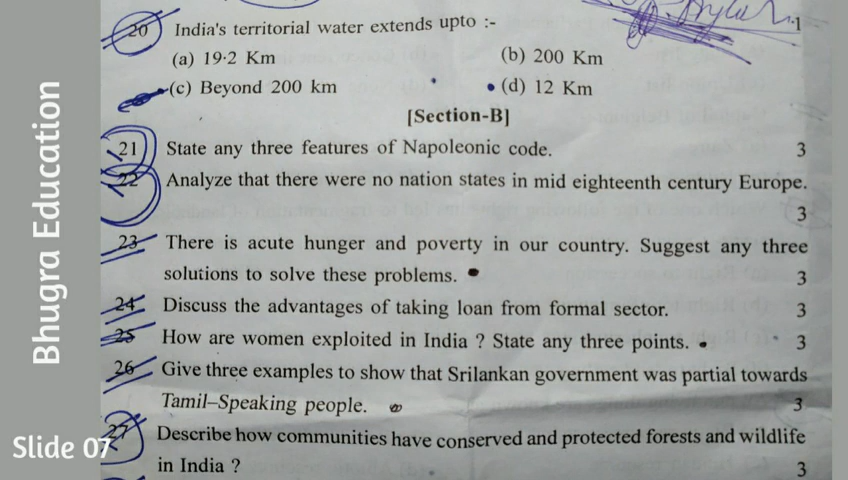 20 India's territorial water extends upto :- 1
(a) 19·2 Km (b) 200 Km
(c) Beyond 200 km (d) 12 Km
[Section-B]
21 State any three features of Napoleonic code. 3
22 Analyze that there were no nation states in mid eighteenth century Europe.
3
23 There is acute hunger and poverty in our country. Suggest any three
solutions to solve these problems. 3
24 Discuss the advantages of taking loan from formal sector. 3
25 How are women exploited in India ? State any three points. 3
26 Give three examples to show that Srilankan government was partial towards
Tamil–Speaking people. 3
27 Describe how communities have conserved and protected forests and wildlife
in India ? 3
Bhugra Education
Slide 07